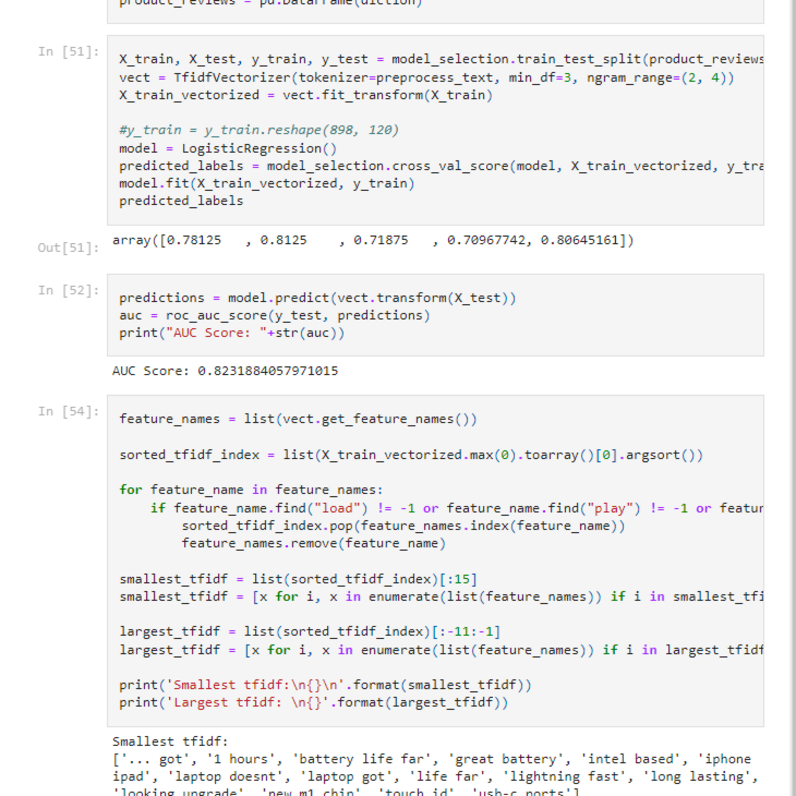 product_reviews = pd.DataFrame(diction)
In [51]:
X_train, X_test, y_train, y_test = model_selection.train_test_split(product_reviews
vect = TfidfVectorizer(tokenizer=preprocess_text, min_df=3, ngram_range=(2, 4))
X_train_vectorized = vect.fit_transform(X_train)
#y_train = y_train.reshape(898, 120)
model = LogisticRegression()
predicted_labels = model_selection.cross_val_score(model, X_train_vectorized, y_tra
model.fit(X_train_vectorized, y_train)
predicted_labels
Out[51]:
array([0.78125   , 0.8125    , 0.71875   , 0.70967742, 0.80645161])
In [52]:
predictions = model.predict(vect.transform(X_test))
auc = roc_auc_score(y_test, predictions)
print("AUC Score: "+str(auc))
AUC Score: 0.8231884057971015
In [54]:
feature_names = list(vect.get_feature_names())
sorted_tfidf_index = list(X_train_vectorized.max(0).toarray()[0].argsort())
for feature_name in feature_names:
    if feature_name.find("load") != -1 or feature_name.find("play") != -1 or featur
        sorted_tfidf_index.pop(feature_names.index(feature_name))
        feature_names.remove(feature_name)
smallest_tfidf = list(sorted_tfidf_index)[:15]
smallest_tfidf = [x for i, x in enumerate(list(feature_names)) if i in smallest_tfi
largest_tfidf = list(sorted_tfidf_index)[:-11:-1]
largest_tfidf = [x for i, x in enumerate(list(feature_names)) if i in largest_tfidf
print('Smallest tfidf:\n{}\n'.format(smallest_tfidf))
print('Largest tfidf: \n{}'.format(largest_tfidf))
Smallest tfidf:
['... got', '1 hours', 'battery life far', 'great battery', 'intel based', 'iphone
ipad', 'laptop doesnt', 'laptop got', 'life far', 'lightning fast', 'long lasting',
'looking upgrade', 'new m1 chip', 'touch id', 'usb-c ports']